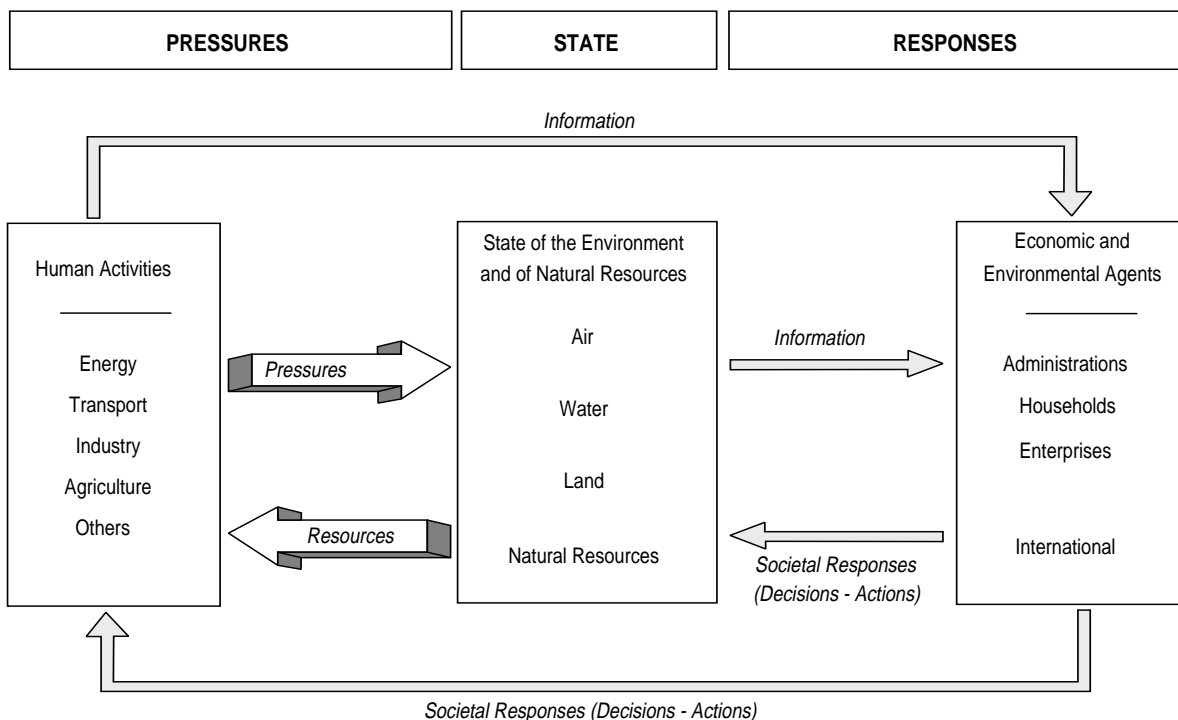 PRESSURES
STATE
RESPONSES
Information
Human Activities
Energy
Transport
Industry
Agriculture
Others
Pressures
Resources
State of the Environment
and of Natural Resources
Air
Water
Land
Natural Resources
Information
Societal Responses
(Decisions - Actions)
Economic and
Environmental Agents
Administrations
Households
Enterprises
International
Societal Responses (Decisions - Actions)